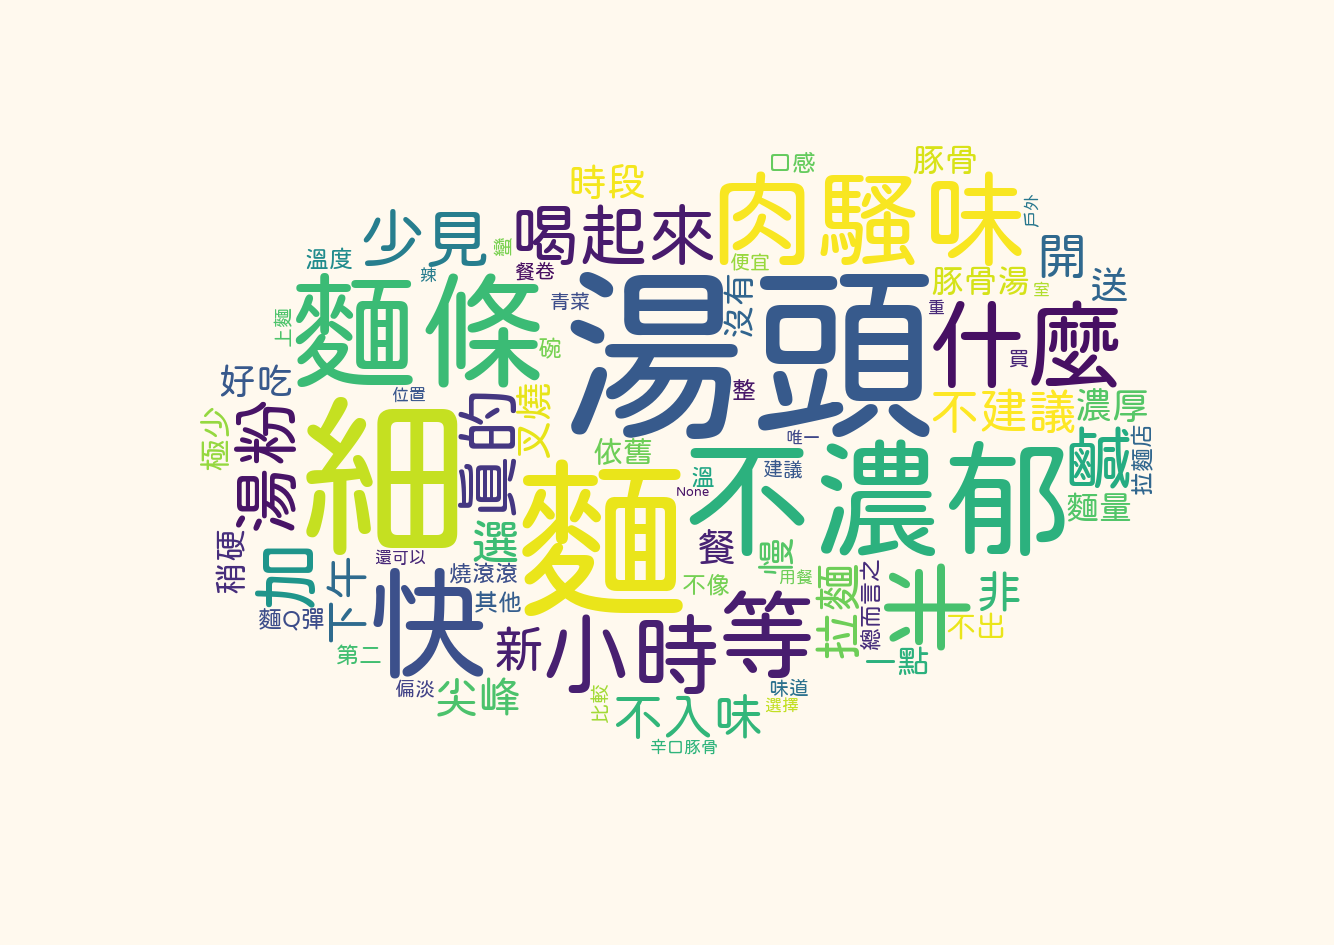 豚骨
口感
時段
肉騷味
戶外
喝起來
少見
蠻
便宜
開
溫度
餐卷
辣
豚骨湯
送
室
湯頭
麵條
青菜
沒有
重
什麼
上麵
碗
買
好吃
位置
整
叉燒
不建議
濃厚
極少
湯粉
細
真的
唯一
鹹
拉麵店
依舊
不濃郁
麵
溫
建議
None
麵量
稍硬
選
餐
慢
還可以
加
下午
快
燒滾滾
其他
不像
用餐
拉麵
總而言之
半
非
麵Q彈
新
小時
等
不出
第二
一點
偏淡
尖峰
比較
不入味
味道
選擇
辛口豚骨